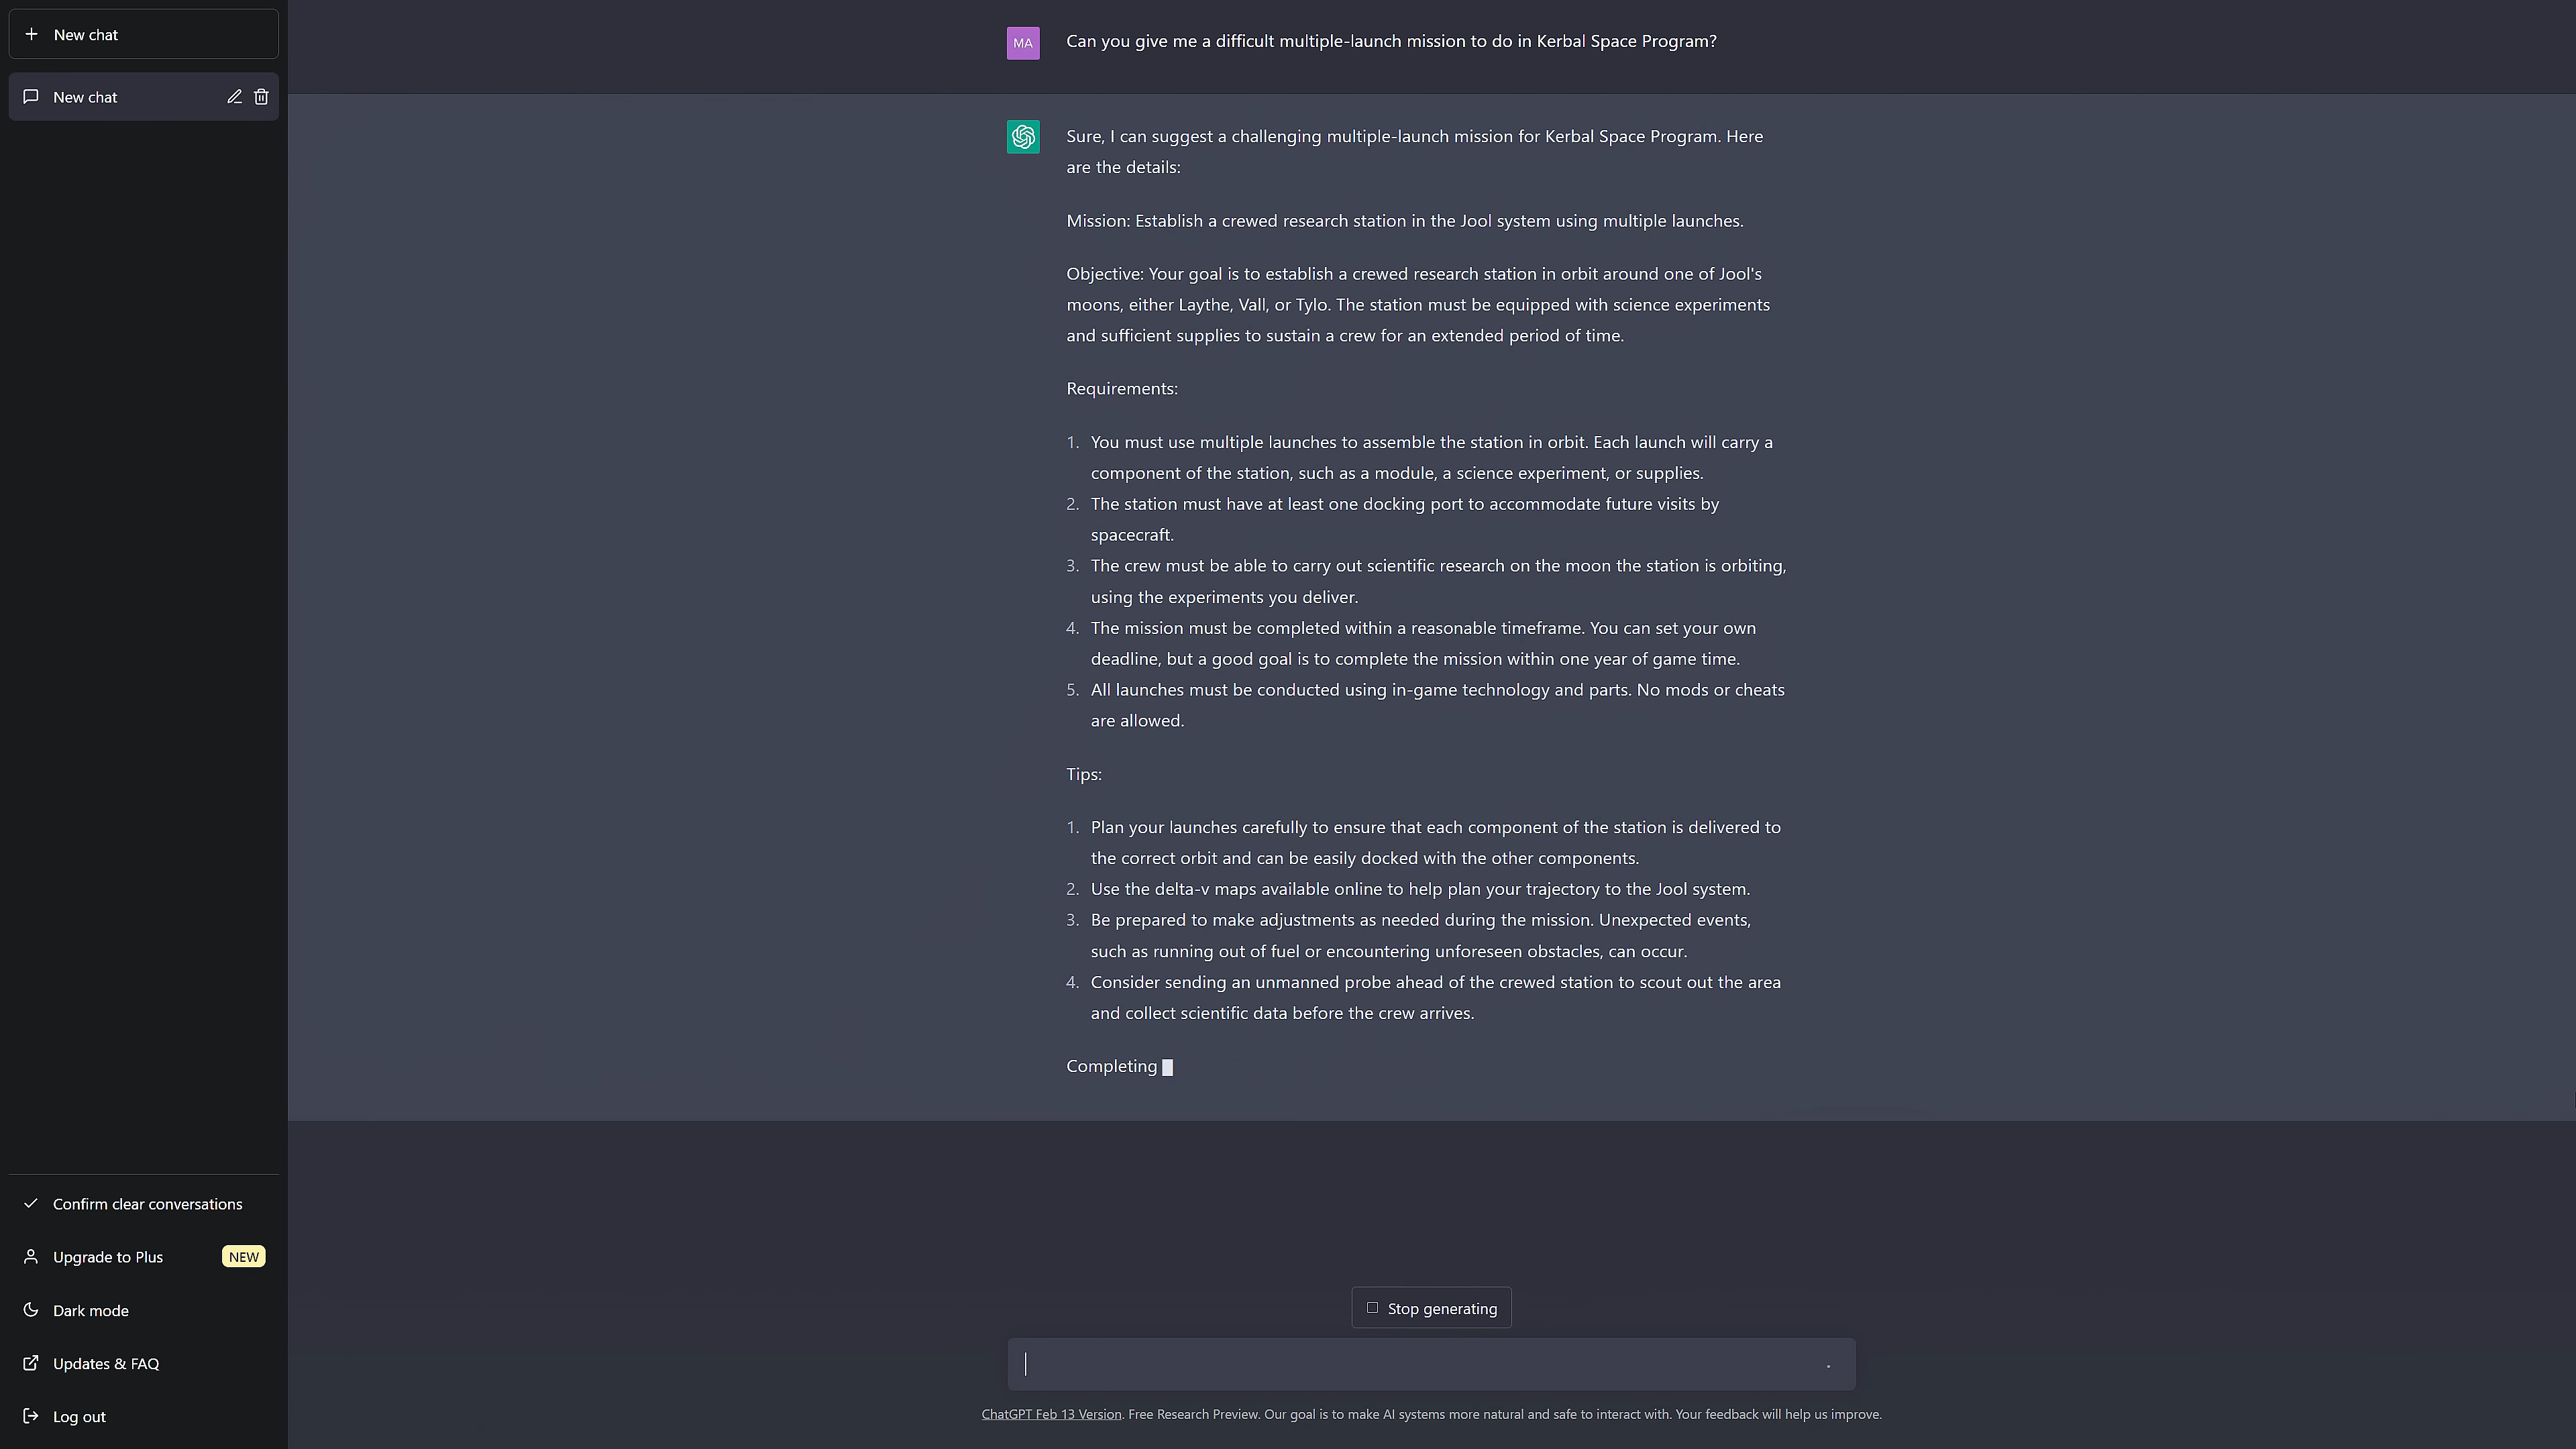 New chat
New chat
MA
Can you give me a difficult multiple-launch mission to do in Kerbal Space Program?
Sure, I can suggest a challenging multiple-launch mission for Kerbal Space Program. Here
are the details:
Mission: Establish a crewed research station in the Jool system using multiple launches.
Objective: Your goal is to establish a crewed research station in orbit around one of Jool's
moons, either Laythe, Vall, or Tylo. The station must be equipped with science experiments
and sufficient supplies to sustain a crew for an extended period of time.
Requirements:
1. You must use multiple launches to assemble the station in orbit. Each launch will carry a
component of the station, such as a module, a science experiment, or supplies.
2. The station must have at least one docking port to accommodate future visits by
spacecraft.
3. The crew must be able to carry out scientific research on the moon the station is orbiting,
using the experiments you deliver.
4. The mission must be completed within a reasonable timeframe. You can set your own
deadline, but a good goal is to complete the mission within one year of game time.
5. All launches must be conducted using in-game technology and parts. No mods or cheats
are allowed.
Tips:
1. Plan your launches carefully to ensure that each component of the station is delivered to
the correct orbit and can be easily docked with the other components.
2. Use the delta-v maps available online to help plan your trajectory to the Jool system.
3. Be prepared to make adjustments as needed during the mission. Unexpected events,
such as running out of fuel or encountering unforeseen obstacles, can occur.
4. Consider sending an unmanned probe ahead of the crewed station to scout out the area
and collect scientific data before the crew arrives.
Completing
Confirm clear conversations
Upgrade to Plus NEW
Dark mode
Updates & FAQ
Log out
Stop generating
ChatGPT Feb 13 Version. Free Research Preview. Our goal is to make AI systems more natural and safe to interact with. Your feedback will help us improve.